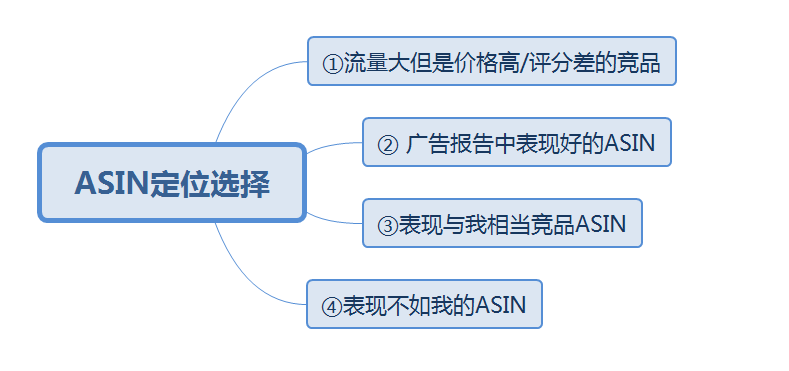 ASIN定位选择
①流量大但是价格高/评分差的竞品
② 广告报告中表现好的ASIN
③表现与我相当竞品ASIN
④表现不如我的ASIN